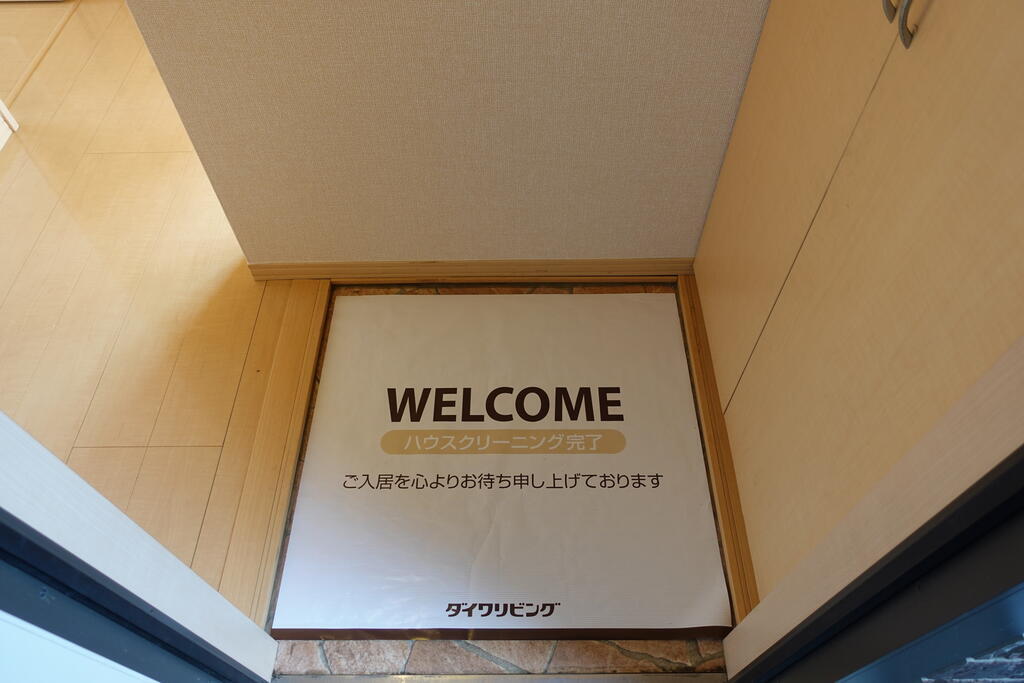 WELCOME
ハウスクリーニング完了
ご入居を心よりお待ち申し上げております
ダイワリビング